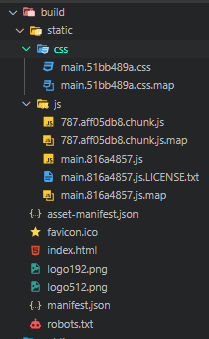 build
static
css
main.51bb489a.css
main.51bb489a.css.map
js
787.aff05db8.chunk.js
787.aff05db8.chunk.js.map
main.816a4857.js
main.816a4857.js.LICENSE.txt
main.816a4857.js.map
asset-manifest.json
favicon.ico
index.html
logo192.png
logo512.png
manifest.json
robots.txt